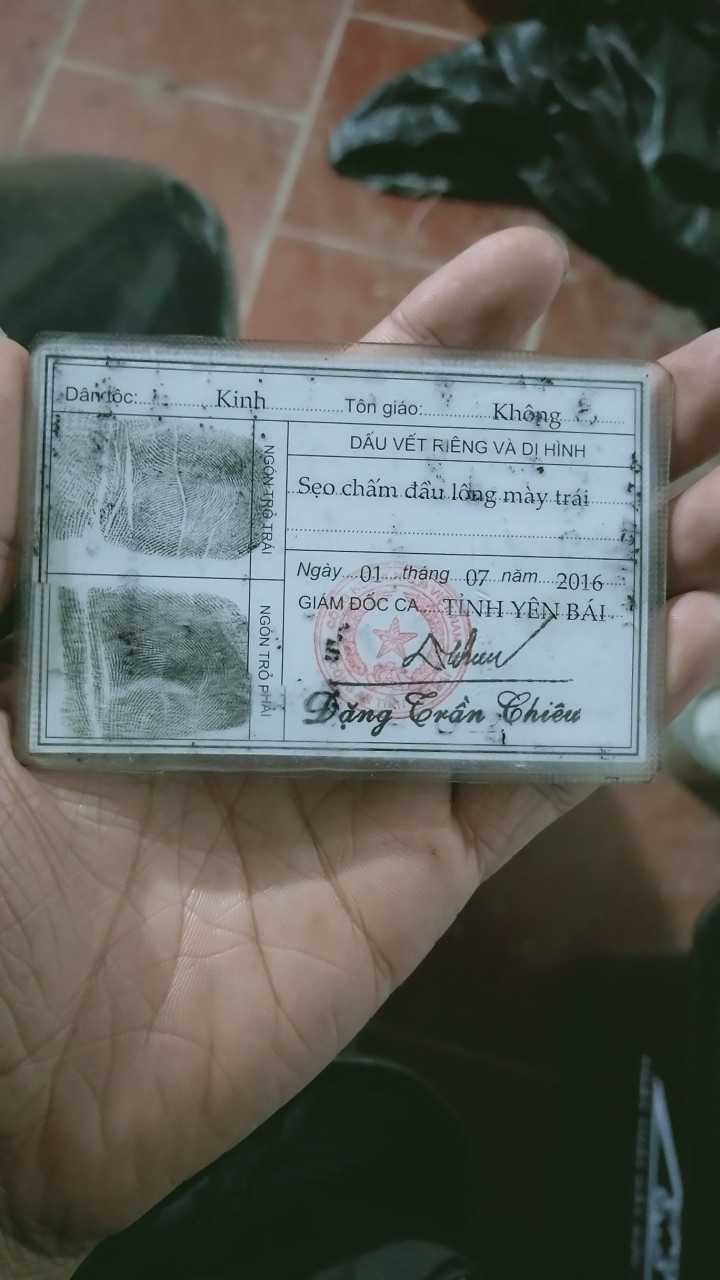 Dân tộc: Kinh Tôn giáo: Không
NGÓN TRỎ TRÁI
DẤU VẾT RIÊNG VÀ DỊ HÌNH
Sẹo chấm đầu lông mày trái
Ngày 01 tháng 07 năm 2016
GIÁM ĐỐC CA TỈNH YÊN BÁI
NGÓN TRỎ PHẢI
Đặng Trần Chiêu